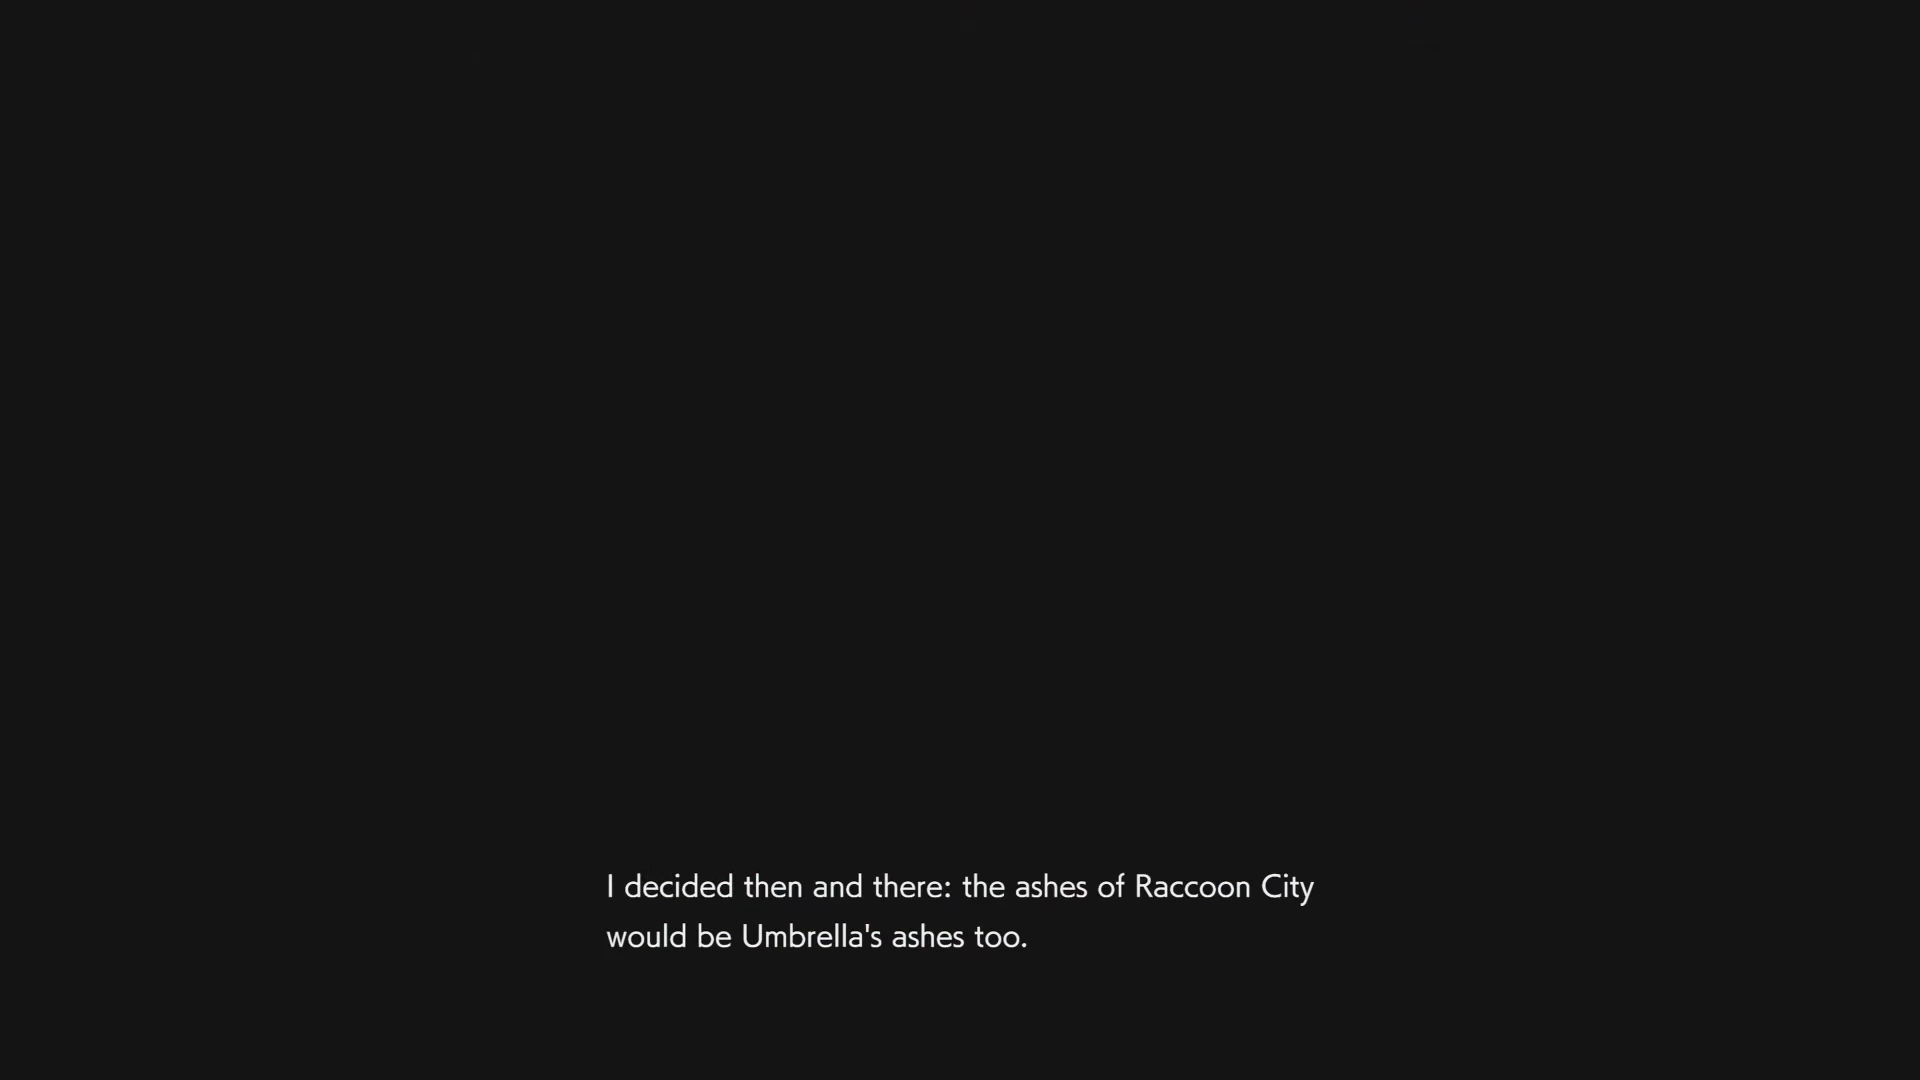 I decided then and there: the ashes of Raccoon City
would be Umbrella's ashes too.